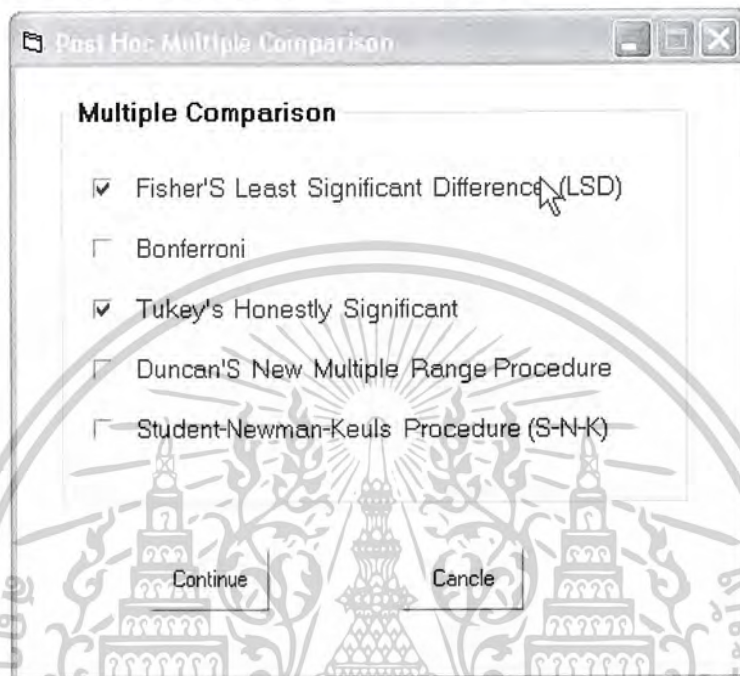 Post Hoc Multiple Comparison
Multiple Comparison
Fisher'S Least Significant Difference (LSD)
Bonferroni
Tukey's Honestly Significant
Duncan'S New Multiple Range Procedure
Student-Newman-Keuls Procedure (S-N-K)
Continue
Cancle